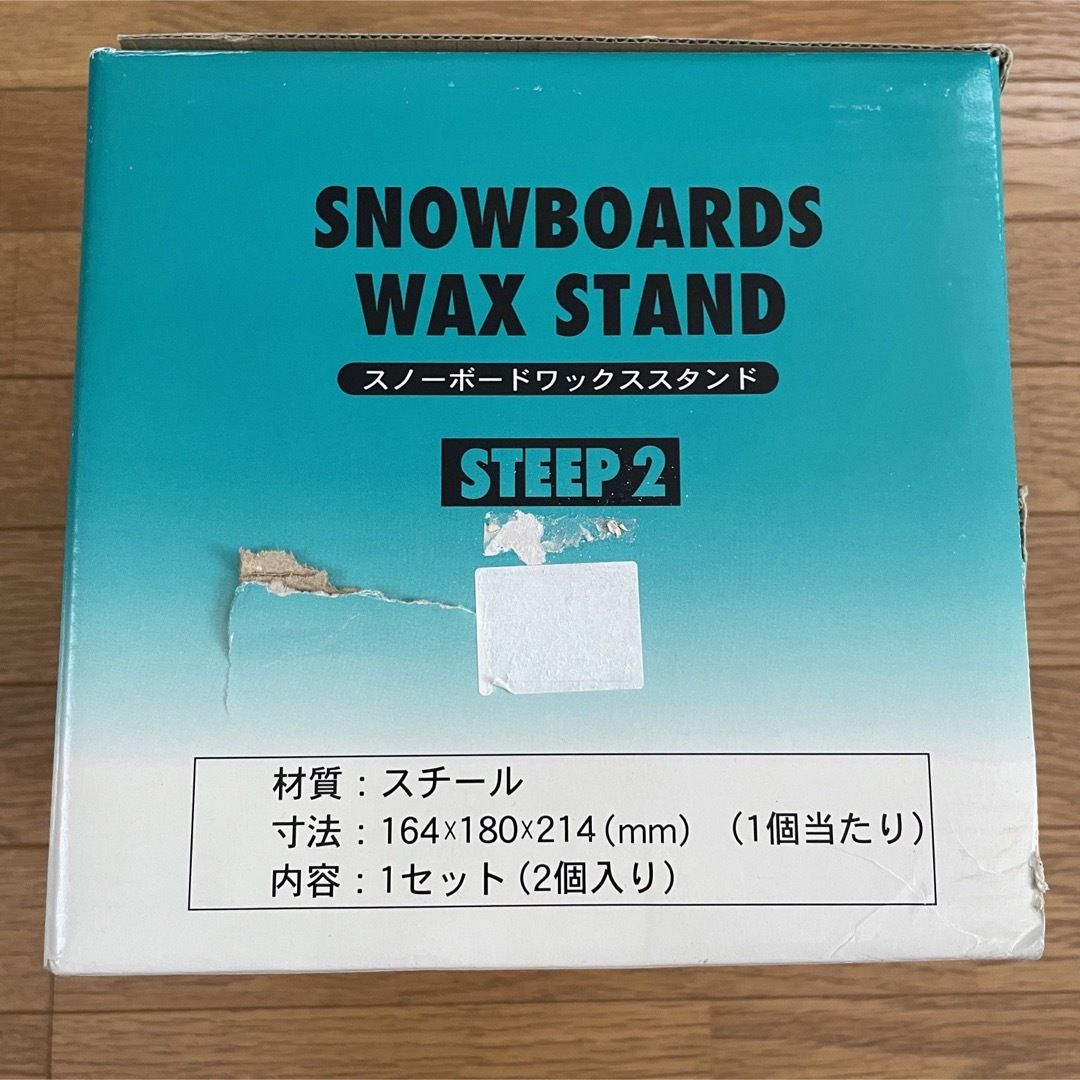 SNOWBOARDS
WAX STAND
スノーボードワックススタンド
STEEP 2
材質：スチール
寸法：164×180×214(mm) (1個当たり)
内容：1セット(2個入り)